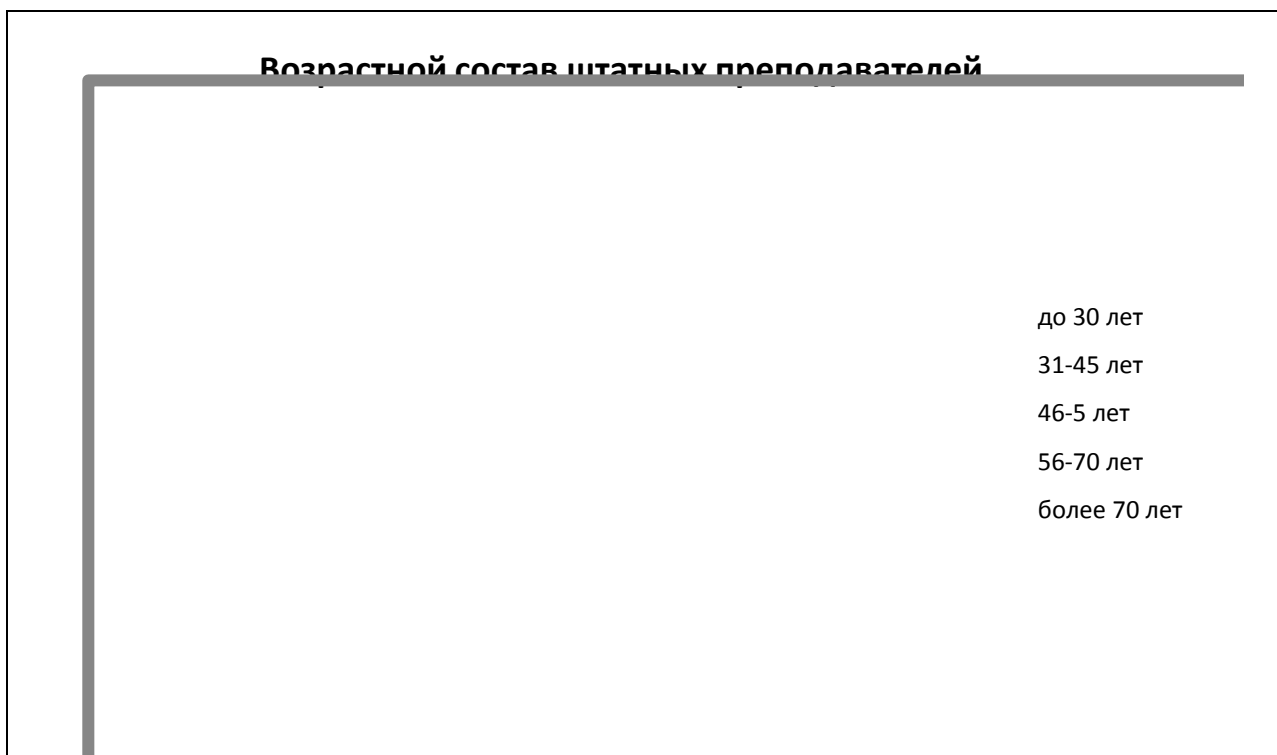 Возрастной состав штатных преподавателей
до 30 лет
31-45 лет
46-5 лет
56-70 лет
более 70 лет